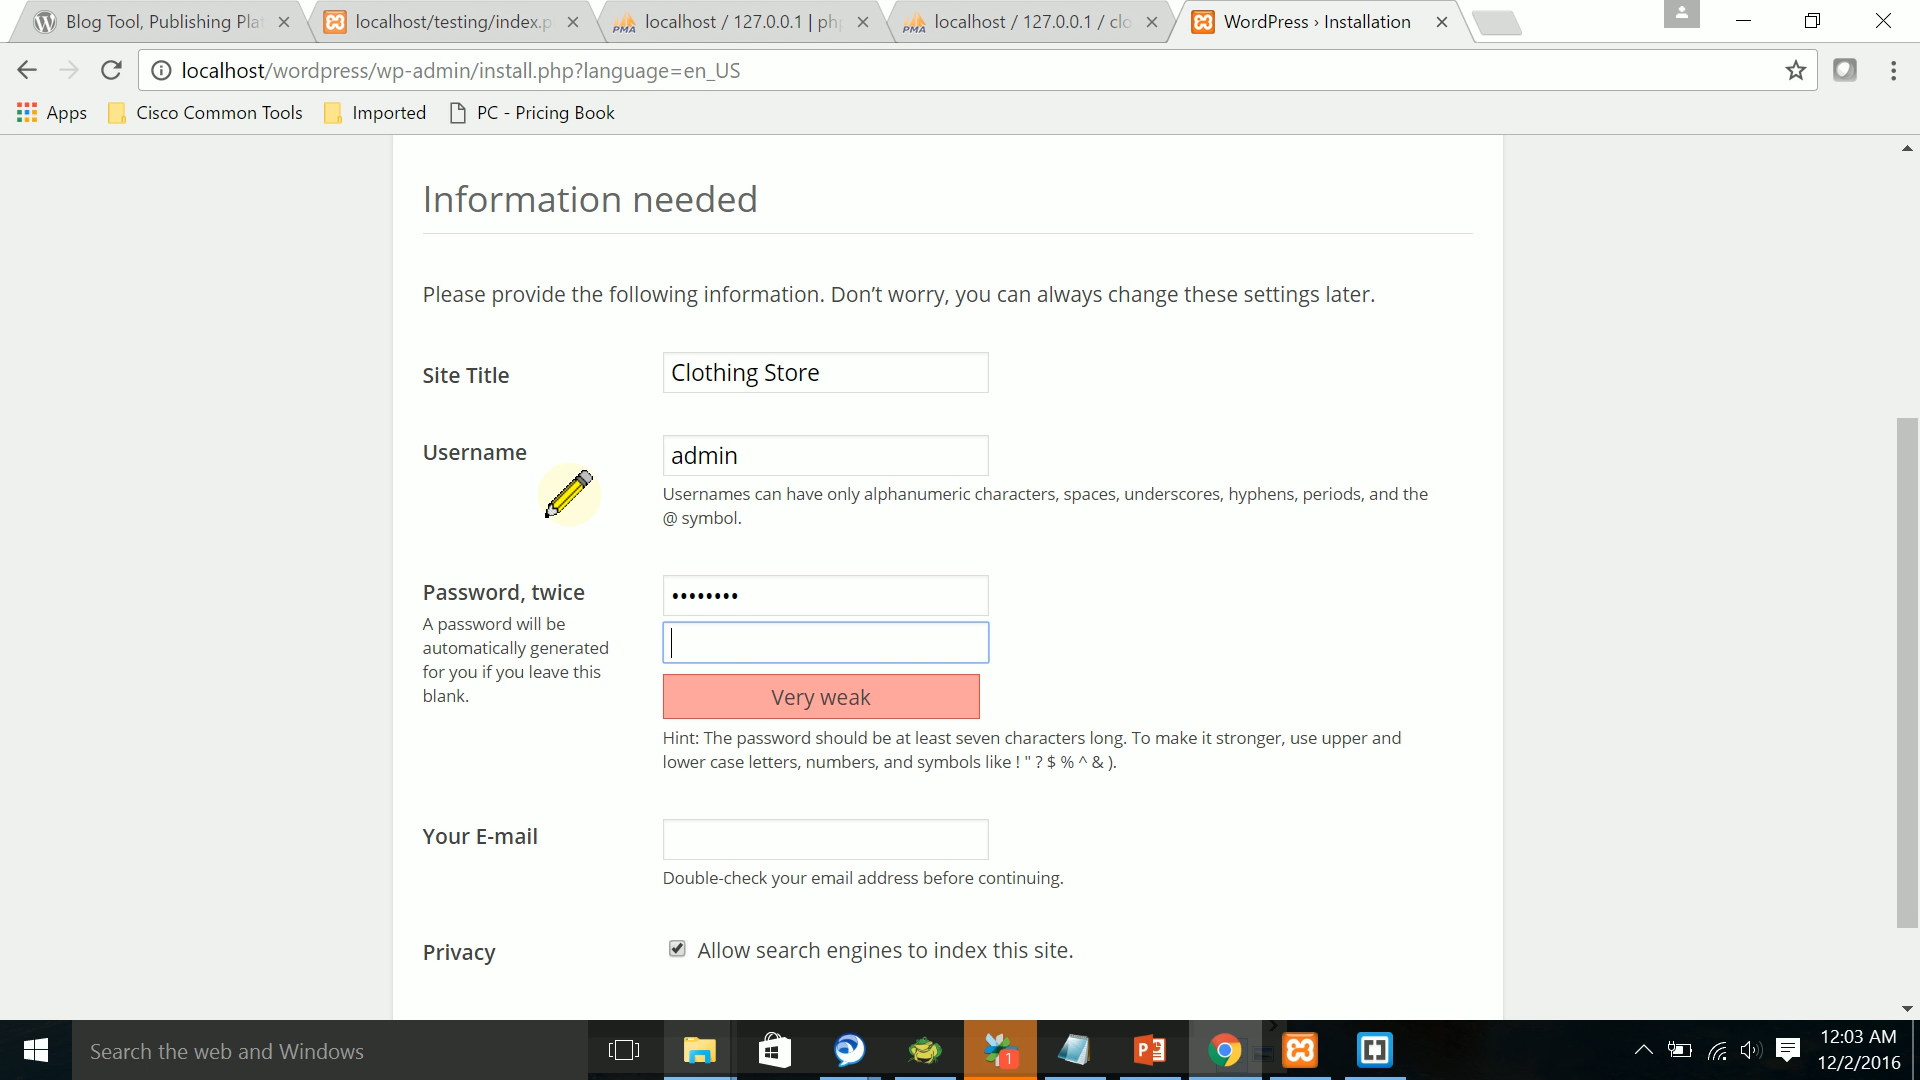 Blog Tool, Publishing Pla
localhost/testing/index.p
localhost / 127.0.0.1 | ph
localhost / 127.0.0.1 / clo
WordPress › Installation
localhost/wordpress/wp-admin/install.php?language=en_US
Apps
Cisco Common Tools
Imported
PC - Pricing Book
Information needed
Please provide the following information. Don’t worry, you can always change these settings later.
Site Title
Clothing Store
Username
admin
Usernames can have only alphanumeric characters, spaces, underscores, hyphens, periods, and the
@ symbol.
Password, twice
A password will be
automatically generated
for you if you leave this
blank.
••••••••
Very weak
Hint: The password should be at least seven characters long. To make it stronger, use upper and
lower case letters, numbers, and symbols like ! " ? $ % ^ & ).
Your E-mail
Double-check your email address before continuing.
Privacy
Allow search engines to index this site.
Search the web and Windows
1
12:03 AM
12/2/2016